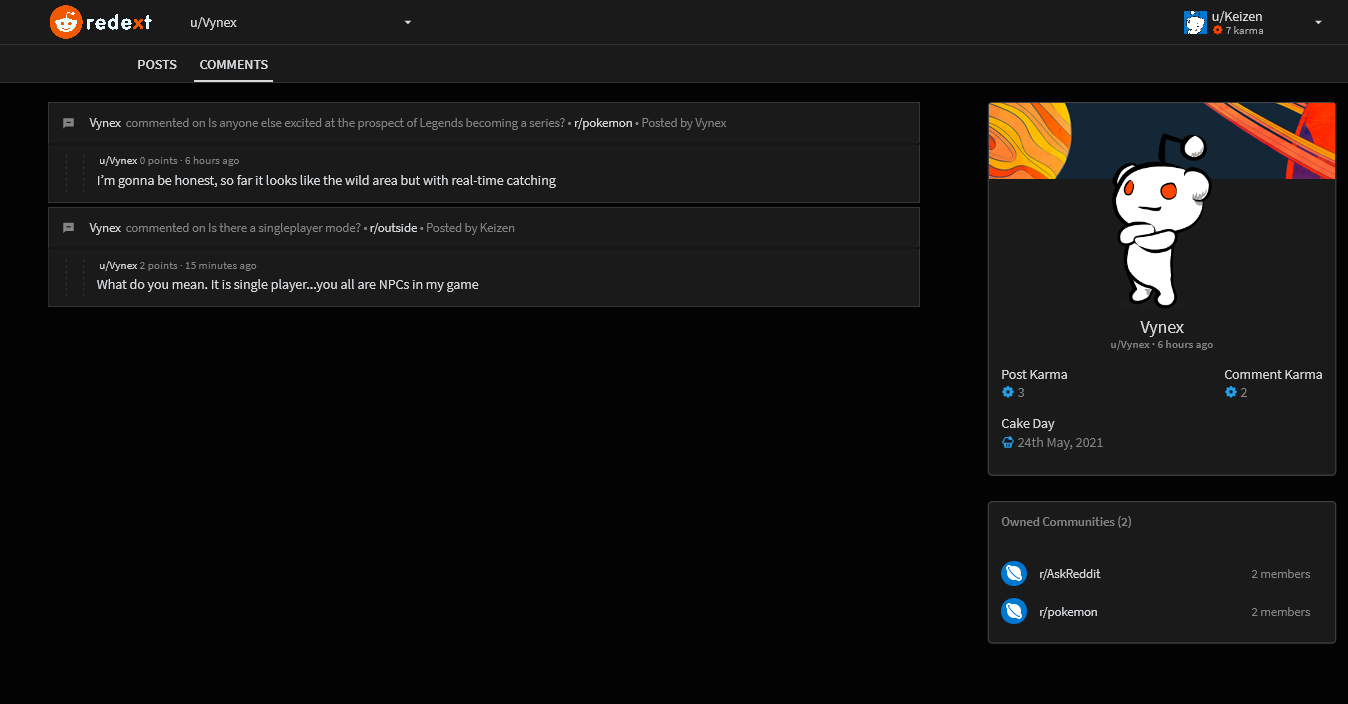 redext
u/Vynex
u/Keizen
7 karma
POSTS COMMENTS
Vynex commented on Is anyone else excited at the prospect of Legends becoming a series? • r/pokemon • Posted by Vynex
u/Vynex 0 points · 6 hours ago
I’m gonna be honest, so far it looks like the wild area but with real-time catching
Vynex commented on Is there a singleplayer mode? • r/outside • Posted by Keizen
u/Vynex 2 points · 15 minutes ago
What do you mean. It is single player...you all are NPCs in my game
Vynex
u/Vynex · 6 hours ago
Post Karma Comment Karma
3 2
Cake Day
24th May, 2021
Owned Communities (2)
r/AskReddit 2 members
r/pokemon 2 members